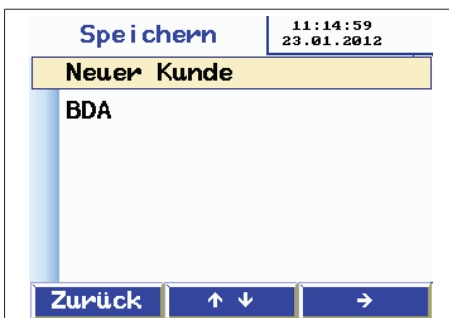 Speichern
11:14:59
23.01.2012
Neuer Kunde
BDA
Zurück ↑ ↓ →